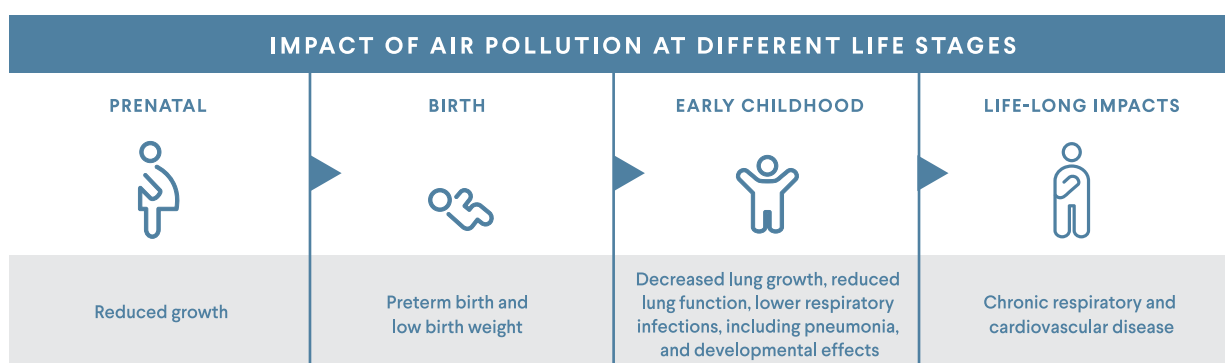 IMPACT OF AIR POLLUTION AT DIFFERENT LIFE STAGES
PRENATAL
Reduced growth
BIRTH
Preterm birth and
low birth weight
EARLY CHILDHOOD
Decreased lung growth, reduced
lung function, lower respiratory
infections, including pneumonia,
and developmental effects
LIFE-LONG IMPACTS
Chronic respiratory and
cardiovascular disease